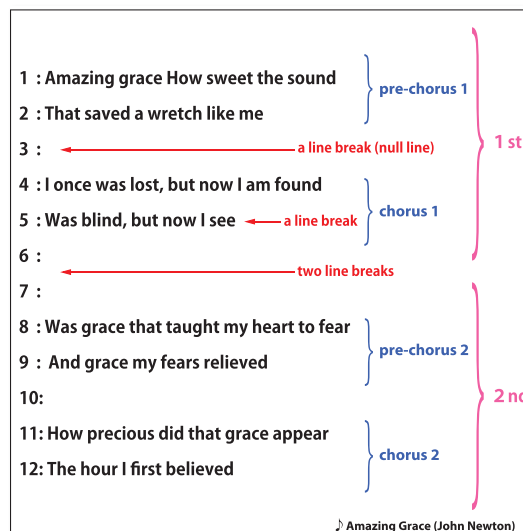 1 : Amazing grace How sweet the sound
pre-chorus 1
2 : That saved a wretch like me
1 st
3 :
a line break (null line)
4 : I once was lost, but now I am found
chorus 1
5 : Was blind, but now I see
a line break
6 :
two line breaks
7 :
8 : Was grace that taught my heart to fear
pre-chorus 2
9 : And grace my fears relieved
2 nd
10:
11: How precious did that grace appear
chorus 2
12: The hour I first believed
♪ Amazing Grace (John Newton)